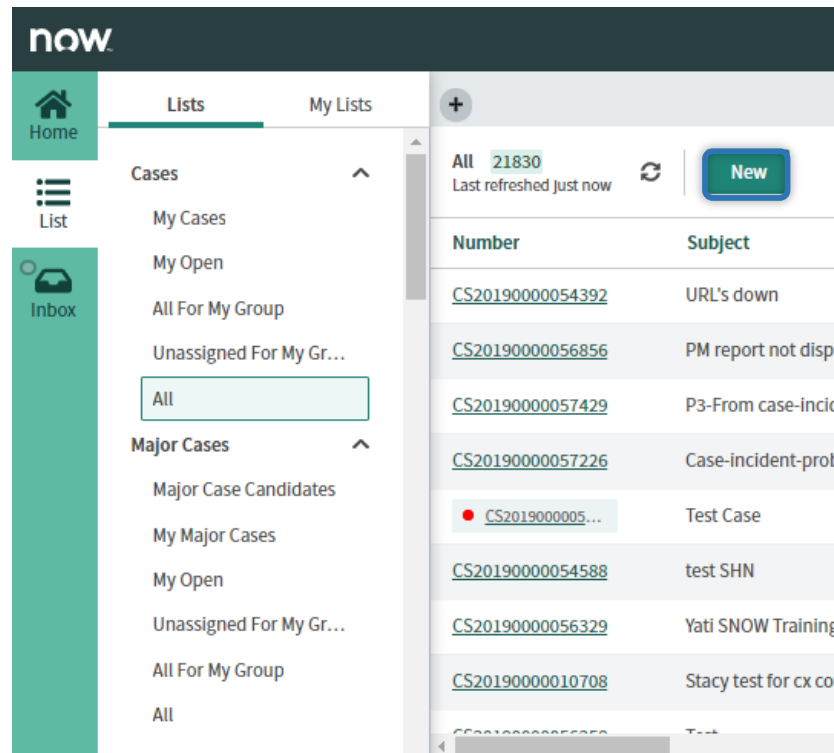 now.
Home
List
Inbox
Lists My Lists
Cases
My Cases
My Open
All For My Group
Unassigned For My Gr...
All
Major Cases
Major Case Candidates
My Major Cases
My Open
Unassigned For My Gr...
All For My Group
All
+
All 21830
Last refreshed just now
New
Number Subject
CS20190000054392 URL's down
CS20190000056856 PM report not disp
CS20190000057429 P3-From case-incid
CS20190000057226 Case-incident-prob
CS2019000005... Test Case
CS20190000054588 test SHN
CS20190000056329 Yati SNOW Training
CS20190000010708 Stacy test for cx co